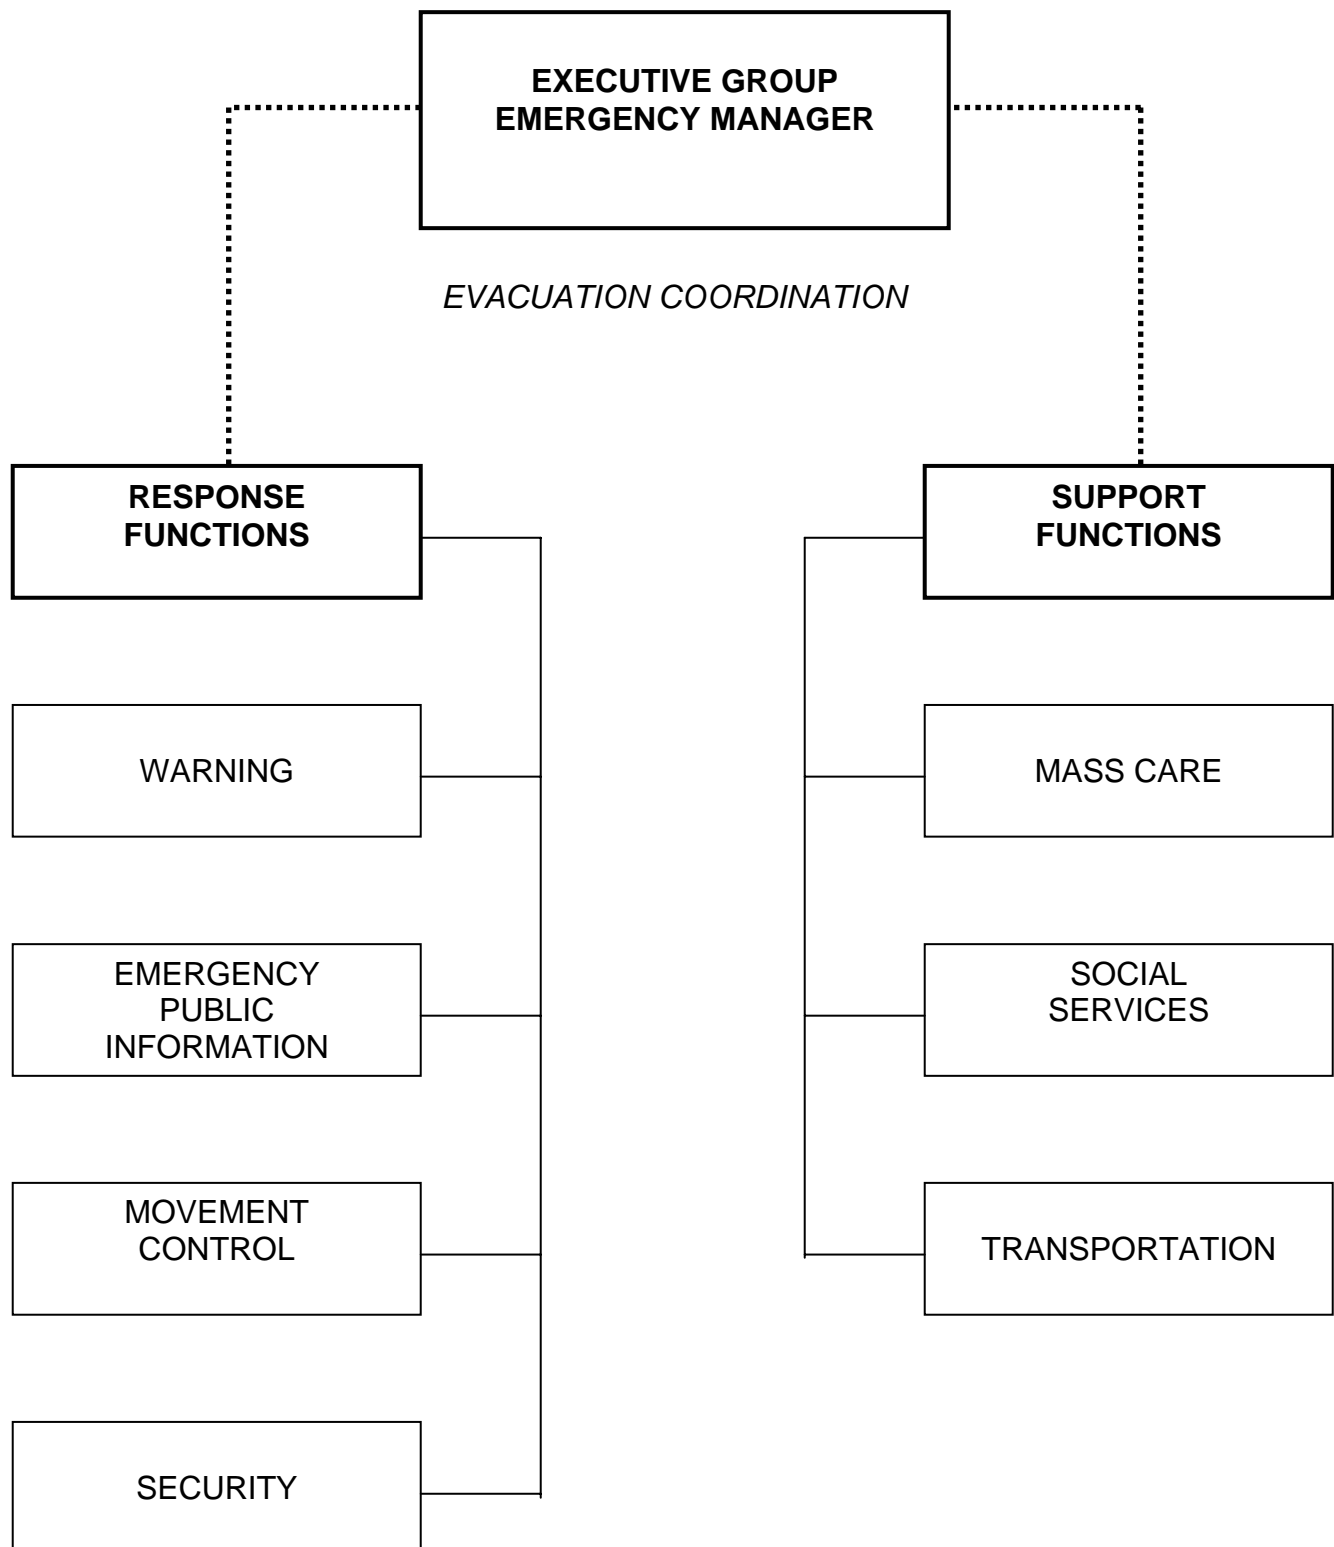 EXECUTIVE GROUP
EMERGENCY MANAGER
EVACUATION COORDINATION
RESPONSE
FUNCTIONS
SUPPORT
FUNCTIONS
WARNING
MASS CARE
EMERGENCY
PUBLIC
INFORMATION
SOCIAL
SERVICES
MOVEMENT
CONTROL
TRANSPORTATION
SECURITY